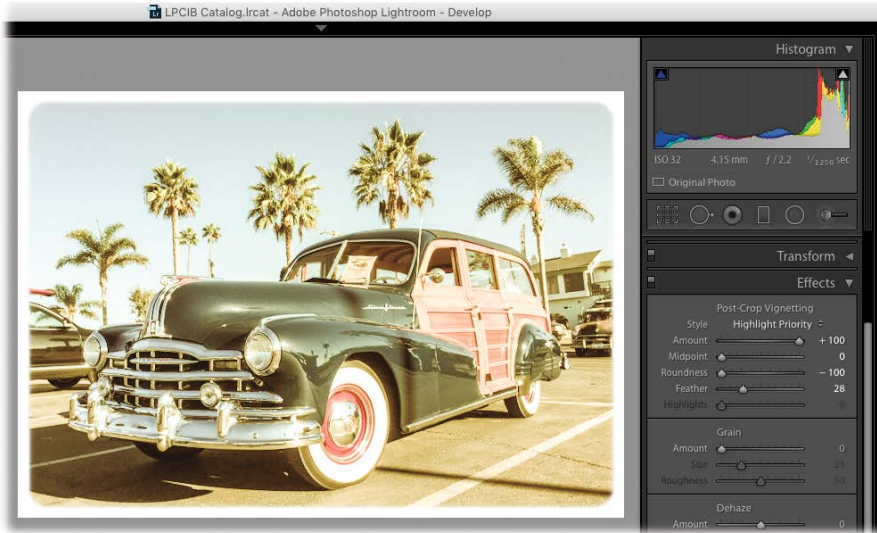 LPCIB Catalog.lrcat - Adobe Photoshop Lightroom - Develop
Histogram
ISO 32 4.15 mm ƒ / 2.2 1/1250 sec
Original Photo
Transform
Effects
Post-Crop Vignetting
Style Highlight Priority
Amount + 100
Midpoint 0
Roundness – 100
Feather 28
Highlights 0
Grain
Amount 0
Size 25
Roughness 50
Dehaze
Amount 0